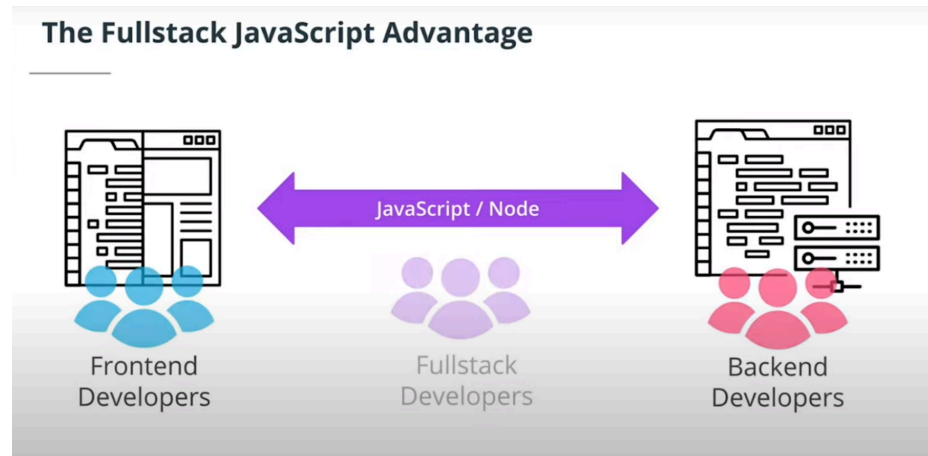 The Fullstack JavaScript Advantage
JavaScript / Node
Frontend
Developers
Fullstack
Developers
Backend
Developers